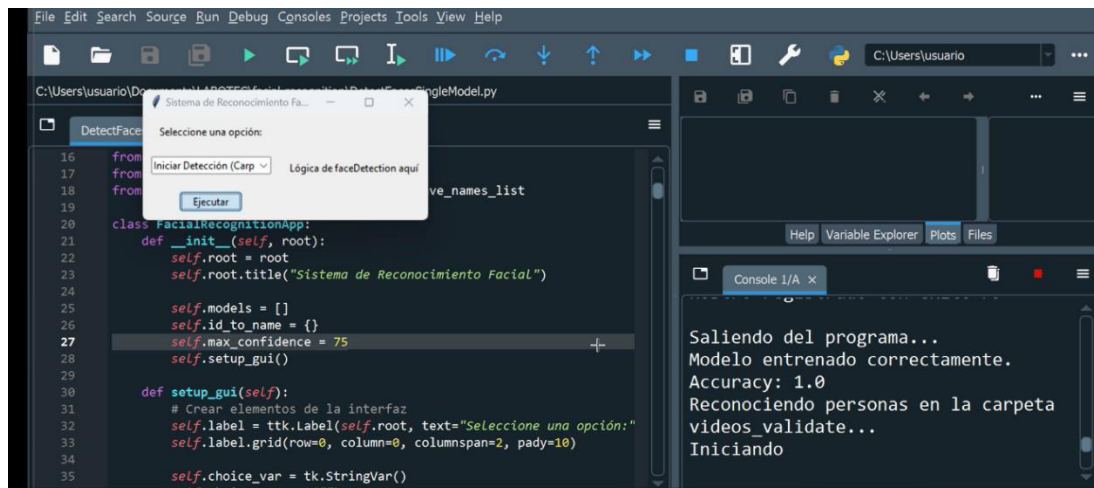 File Edit Search Source Run Debug Consoles Projects Tools View Help
C:\Users\usuario
C:\Users\usuario\Do
SingleModel.py
Sistema de Reconocimiento Fa...
DetectFace
Seleccione una opción:
Iniciar Detección (Carp
Lógica de faceDetection aquí
Ejecutar
16 from
17 from
18 from ve_names_list
19
20 class FacialRecognitionApp:
21 def __init__(self, root):
22 self.root = root
23 self.root.title("Sistema de Reconocimiento Facial")
24
25 self.models = []
26 self.id_to_name = {}
27 self.max_confidence = 75
28 self.setup_gui()
29
30 def setup_gui(self):
31 # Crear elementos de la interfaz
32 self.label = ttk.Label(self.root, text="Seleccione una opción:"
33 self.label.grid(row=0, column=0, columnspan=2, pady=10)
34
35 self.choice_var = tk.StringVar()
Help Variable Explorer Plots Files
Console 1/A
Saliendo del programa...
Modelo entrenado correctamente.
Accuracy: 1.0
Reconociendo personas en la carpeta
videos_validate...
Iniciando